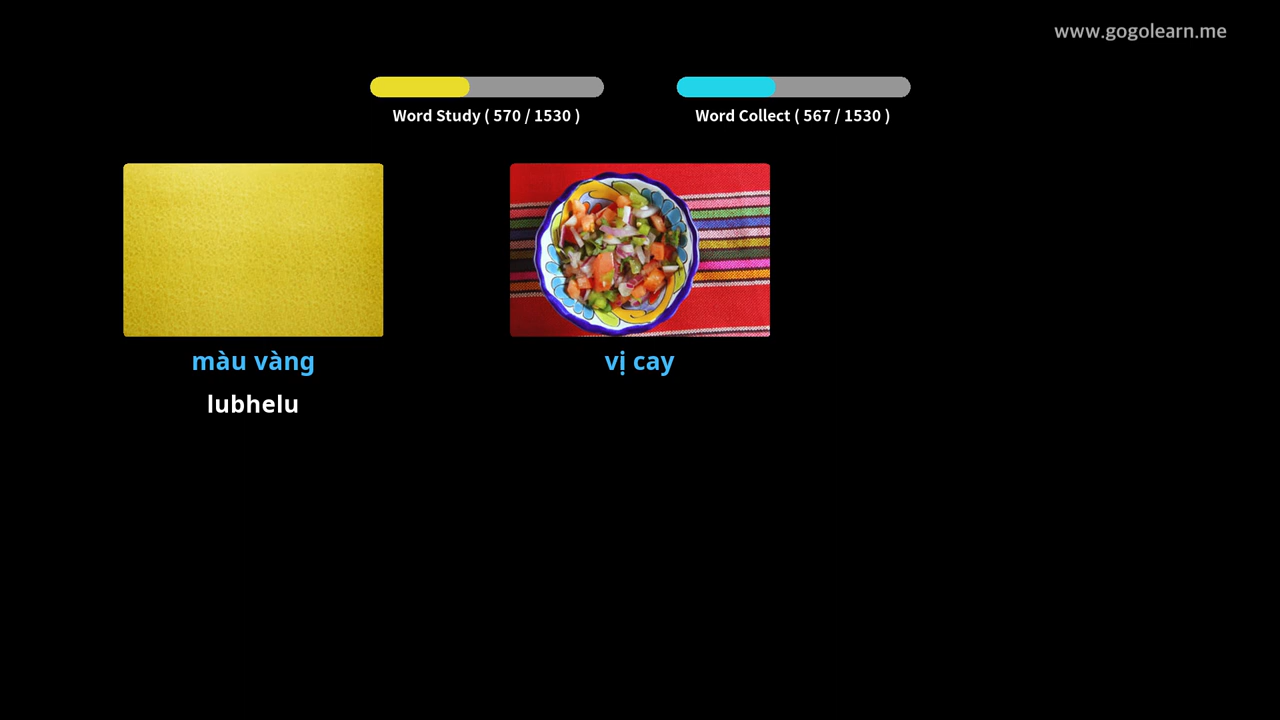 www.gogolearn.me
Word Study ( 570 / 1530 )
Word Collect ( 567 / 1530 )
màu vàng
vị cay
lubhelu